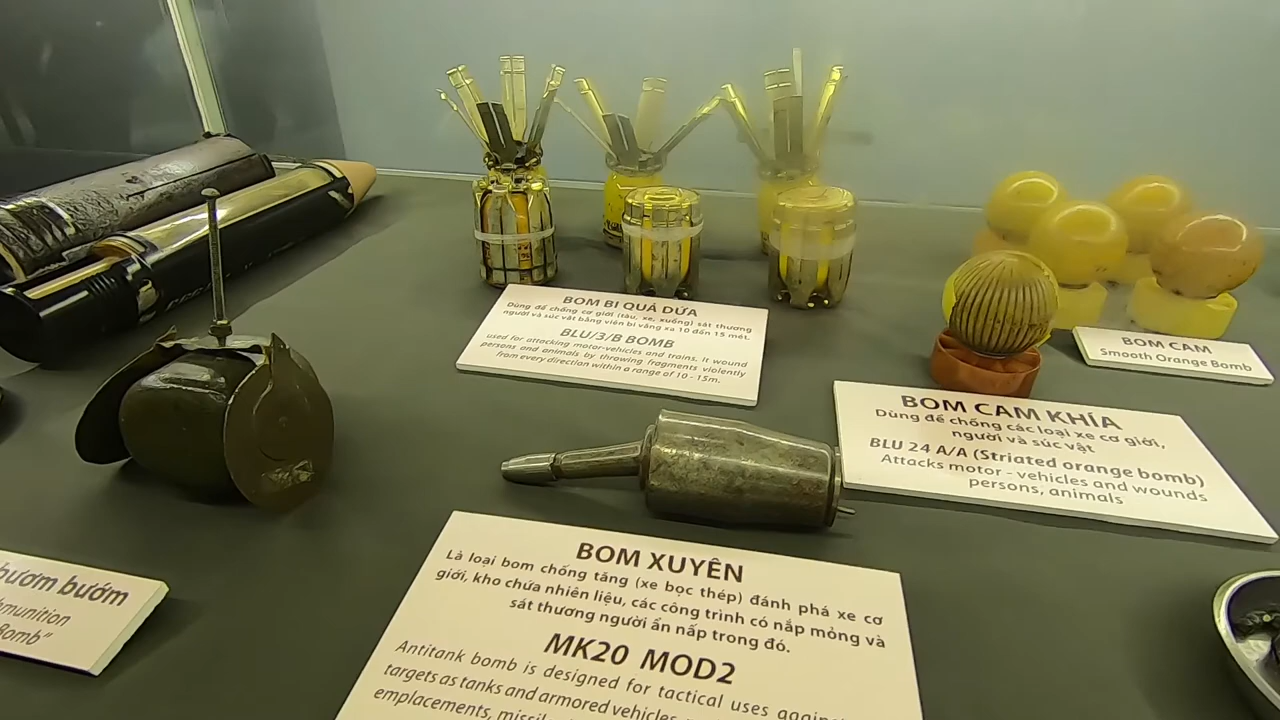 BOM BI QUẢ DỨA
Dùng để chống cơ giới (tàu, xe, xuồng) sát thương
người và súc vật bằng viên bi văng xa 10 đến 15 mét.
BLU/3/B BOMB
used for attacking motor-vehicles and trains. It wound
persons and animals by throwing fragments violently
from every direction within a range of 10 - 15m.
BOM CAM
Smooth Orange Bomb
BOM CAM KHÍA
Dùng để chống các loại xe cơ giới,
người và súc vật
BLU 24 A/A (Striated orange bomb)
Attacks motor - vehicles and wounds
persons, animals
BOM XUYÊN
Là loại bom chống tăng (xe bọc thép) đánh phá xe cơ
giới, kho chứa nhiên liệu, các công trình có nắp mỏng và
sát thương người ẩn nấp trong đó.
MK20 MOD2
Antitank bomb is designed for tactical uses against
targets as tanks and armored vehicles
emplacements,
bươm bướm
Bomb"